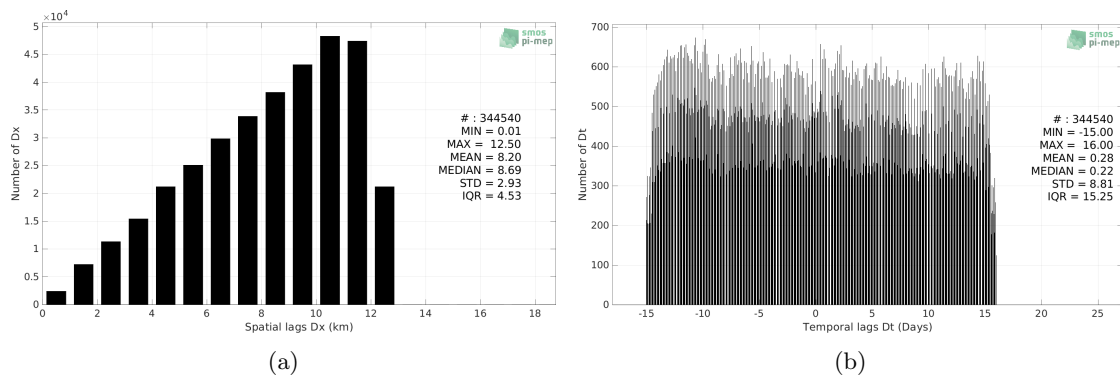 ×10⁴
5
4.5
4
3.5
3
2.5
2
1.5
1
0.5
0
Number of Dx
0 2 4 6 8 10 12 14 16 18
Spatial lags Dx (km)
smos
pi-mep
# : 344540
MIN = 0.01
MAX = 12.50
MEAN = 8.20
MEDIAN = 8.69
STD = 2.93
IQR = 4.53
(a)
700
600
500
400
300
200
100
0
Number of Dt
-15 -10 -5 0 5 10 15 20 25
Temporal lags Dt (Days)
smos
pi-mep
# : 344540
MIN = -15.00
MAX = 16.00
MEAN = 0.28
MEDIAN = 0.22
STD = 8.81
IQR = 15.25
(b)